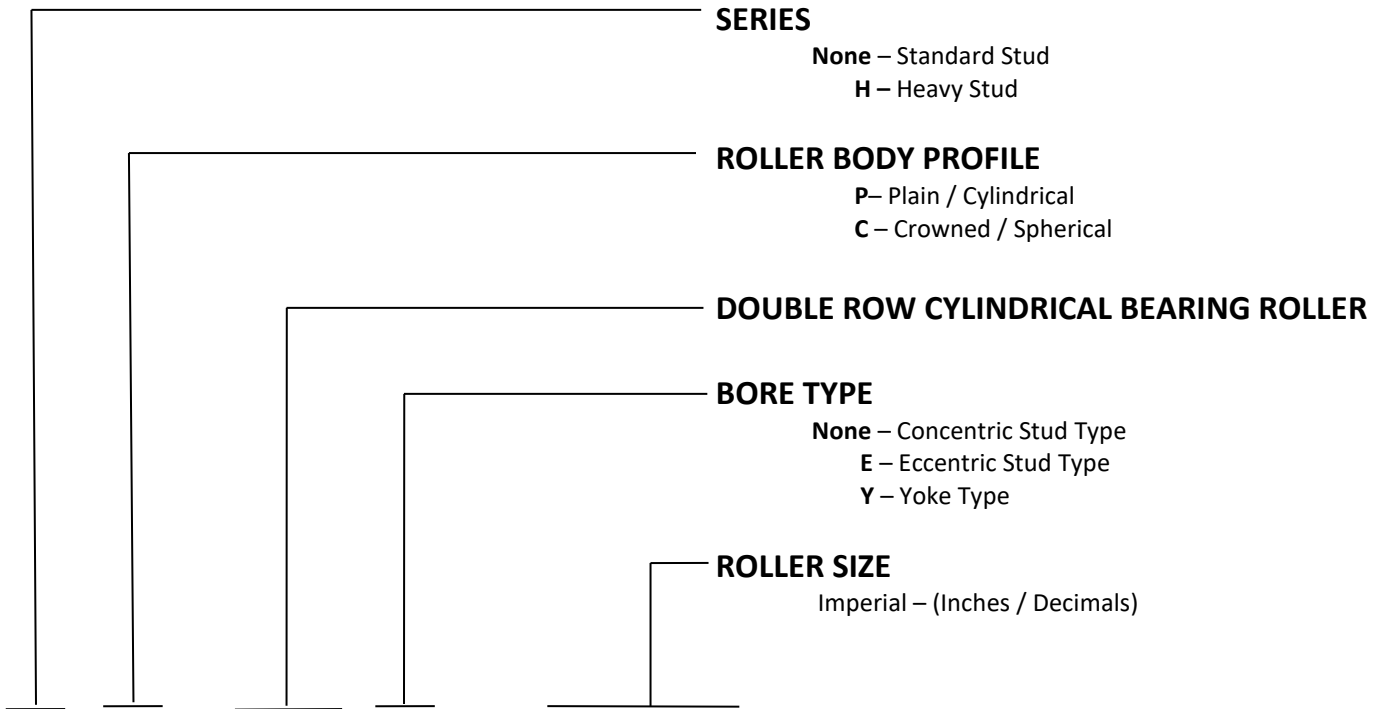 SERIES
None – Standard Stud
H – Heavy Stud
ROLLER BODY PROFILE
P– Plain / Cylindrical
C – Crowned / Spherical
DOUBLE ROW CYLINDRICAL BEARING ROLLER
BORE TYPE
None – Concentric Stud Type
E – Eccentric Stud Type
Y – Yoke Type
ROLLER SIZE
Imperial – (Inches / Decimals)